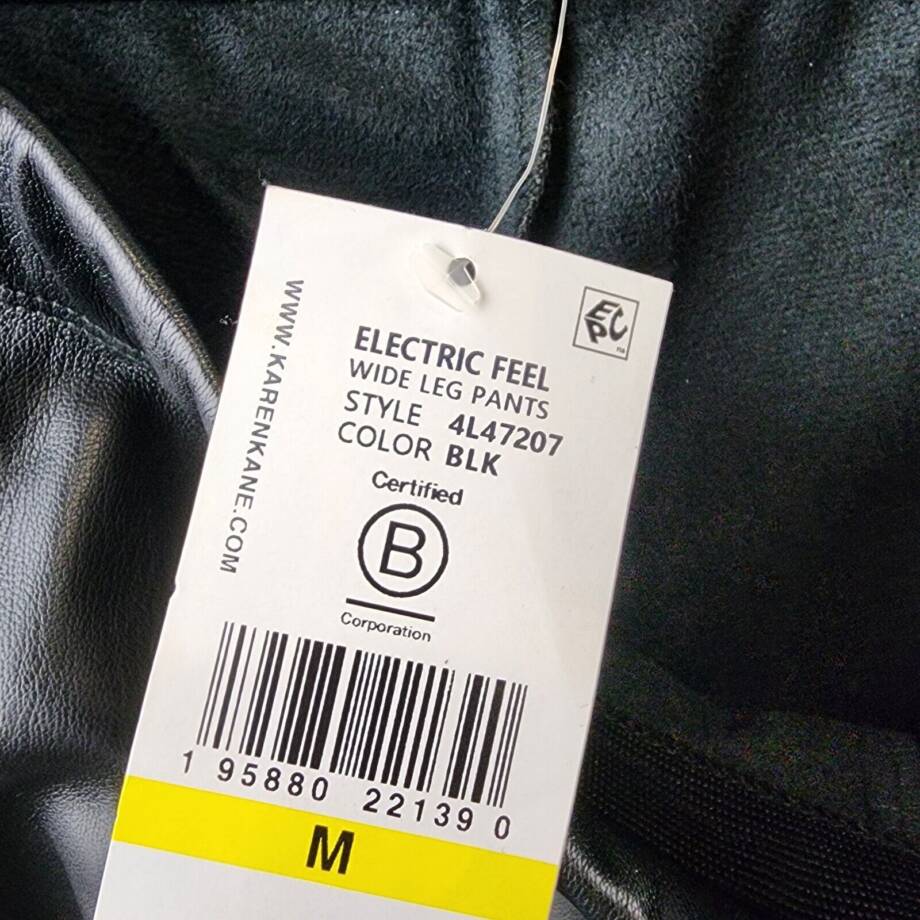 EPC
™
WWW.KARENKANE.COM
ELECTRIC FEEL
WIDE LEG PANTS
STYLE 4L47207
COLOR BLK
Certified
B
Corporation
1 95880 22139 0
M